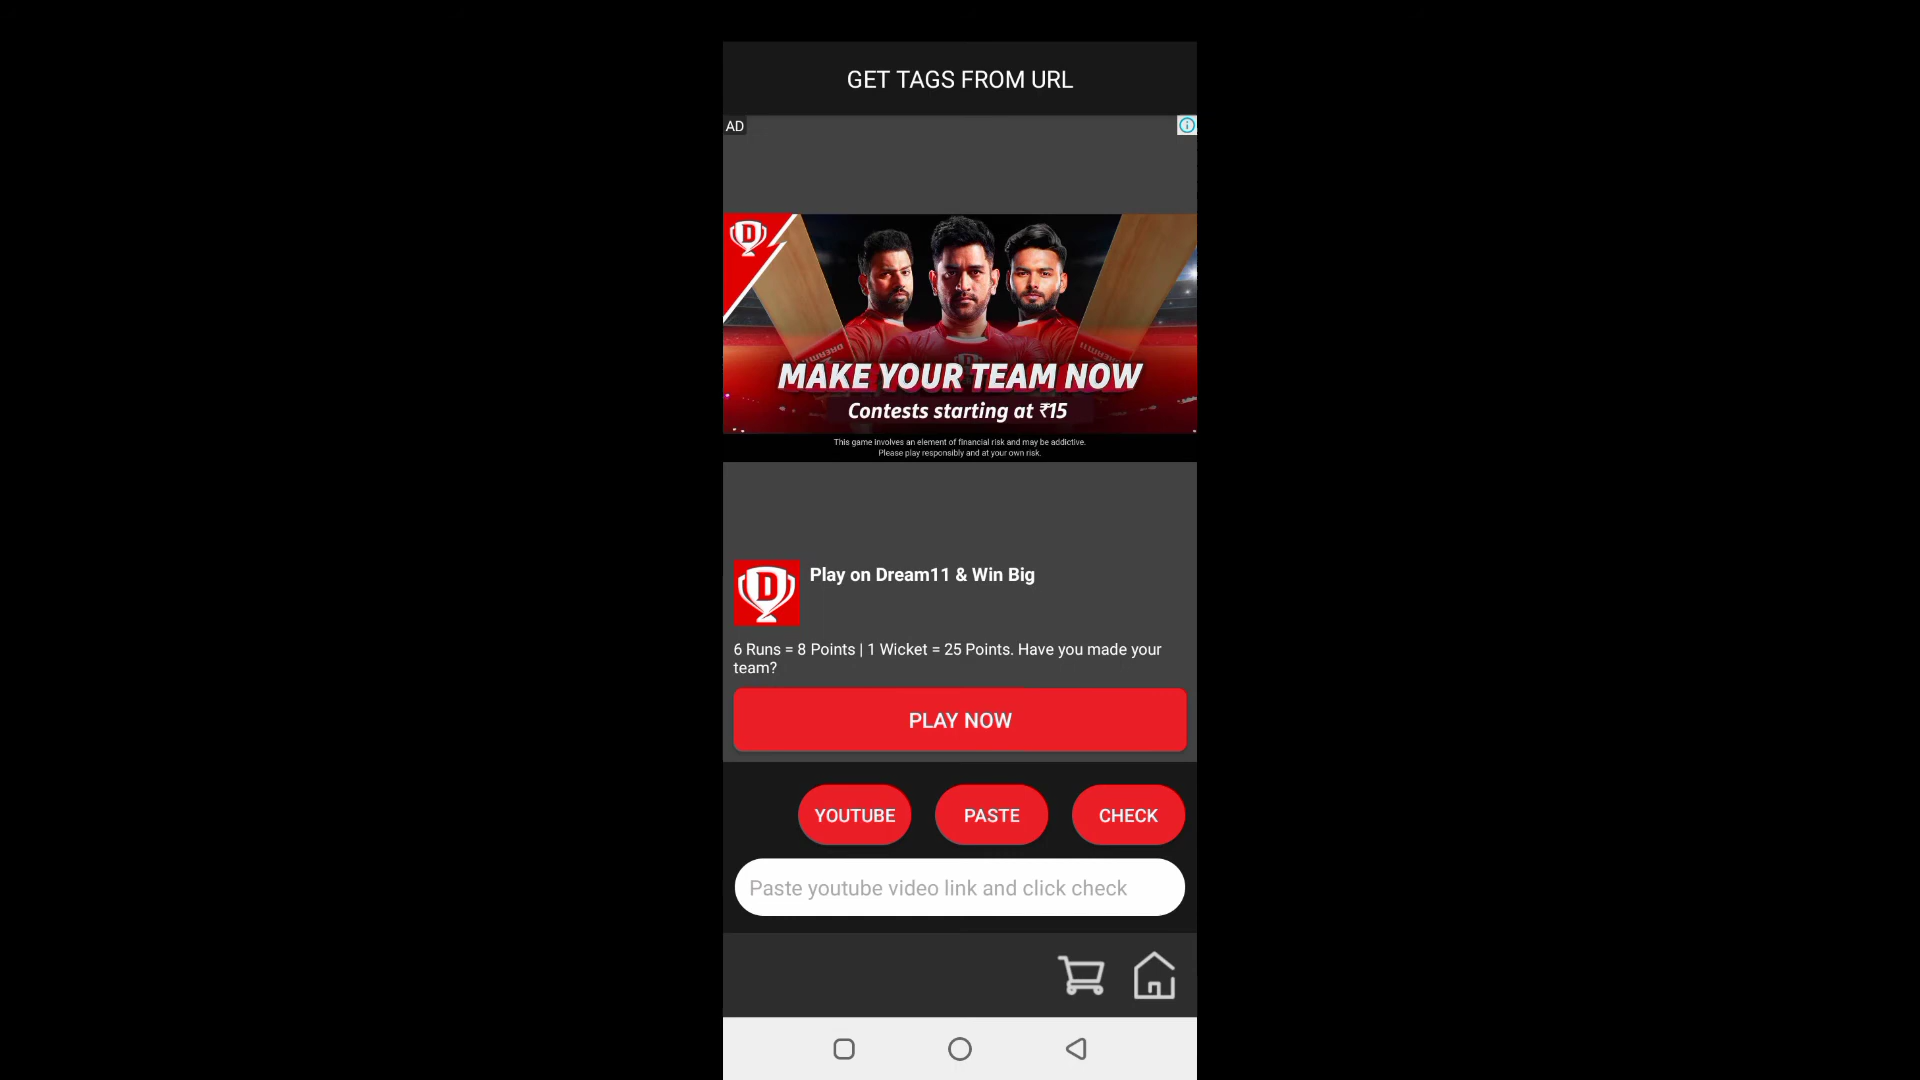 GET TAGS FROM URL
AD
D
MAKE YOUR TEAM NOW
Contests starting at ₹15
This game involves an element of financial risk and may be addictive.
Please play responsibly and at your own risk.
D
Play on Dream11 & Win Big
6 Runs = 8 Points | 1 Wicket = 25 Points. Have you made your
team?
PLAY NOW
YOUTUBE
PASTE
CHECK
Paste youtube video link and click check